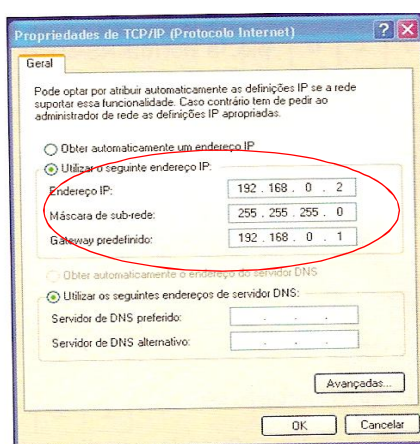 Propriedades de TCP/IP (Protocolo Internet)
Geral
Pode optar por atribuir automaticamente as definições IP se a rede
suportar essa funcionalidade. Caso contrário tem de pedir ao
administrador de rede as definições IP apropriadas.
Obter automaticamente um endereço IP
Utilizar o seguinte endereço IP:
Endereço IP: 192 . 168 . 0 . 2
Máscara de sub-rede: 255 . 255 . 255 . 0
Gateway predefinido: 192 . 168 . 0 . 1
Obter automaticamente o endereço do servidor DNS
Utilizar os seguintes endereços de servidor DNS:
Servidor de DNS preferido: . . .
Servidor de DNS alternativo: . . .
Avançadas...
OK Cancelar